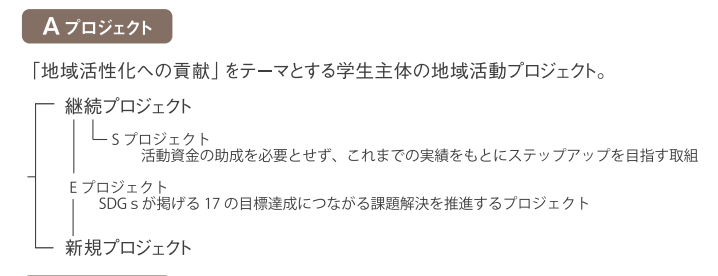 A プロジェクト
「地域活性化への貢献」をテーマとする学生主体の地域活動プロジェクト。
継続プロジェクト
S プロジェクト
活動資金の助成を必要とせず、これまでの実績をもとにステップアップを目指す取組
E プロジェクト
SDGｓが掲げる 17 の目標達成につながる課題解決を推進するプロジェクト
新規プロジェクト